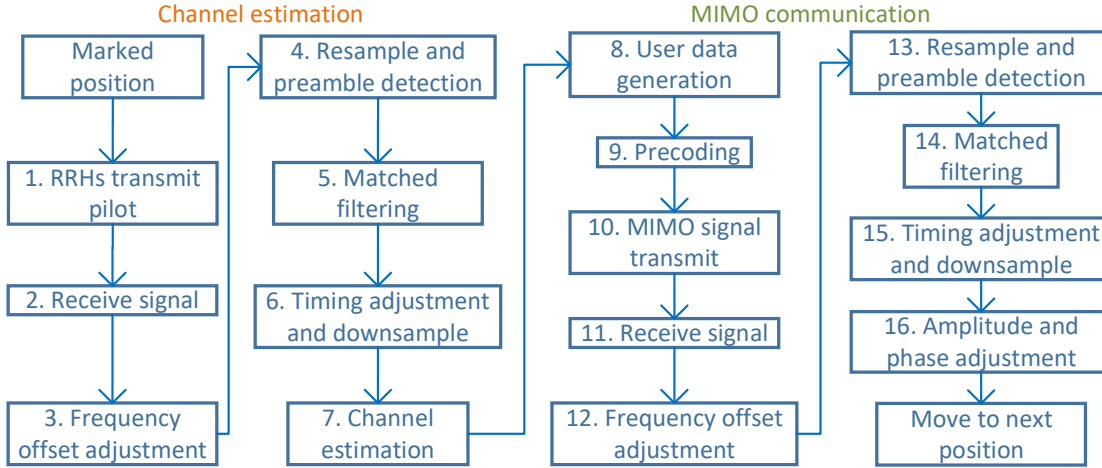 Channel estimation
Marked
position
1. RRHs transmit
pilot
2. Receive signal
3. Frequency
offset adjustment
4. Resample and
preamble detection
5. Matched
filtering
6. Timing adjustment
and downsample
7. Channel
estimation
MIMO communication
8. User data
generation
9. Precoding
10. MIMO signal
transmit
11. Receive signal
12. Frequency offset
adjustment
13. Resample and
preamble detection
14. Matched
filtering
15. Timing adjustment
and downsample
16. Amplitude and
phase adjustment
Move to next
position